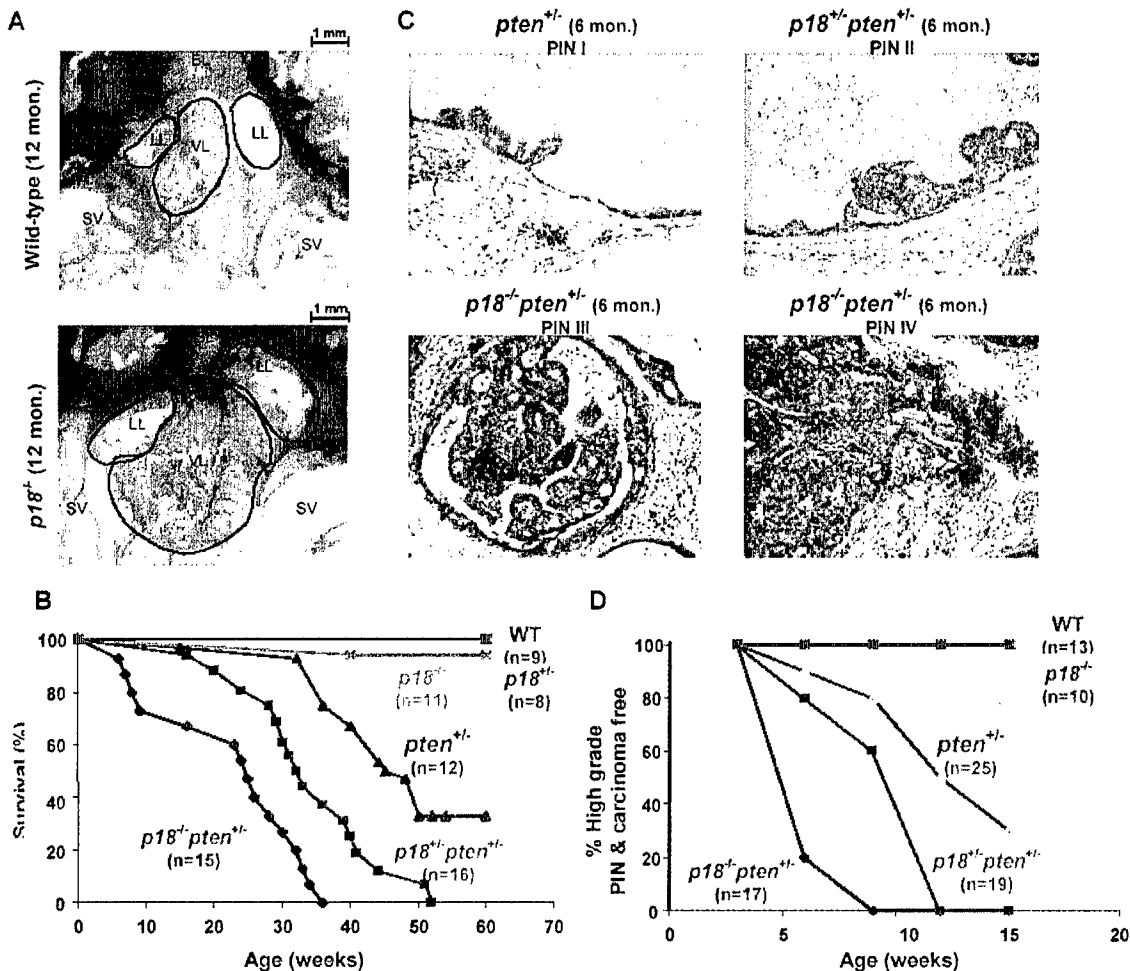 A
1 mm
Wild-type (12 mon.)
LL
VL
LL
SV
SV
1 mm
p18-/- (12 mon.)
LL
LL
SV
SV
C
pten+/- (6 mon.)
PIN I
p18+/-pten+/- (6 mon.)
PIN II
p18-/-pten+/- (6 mon.)
PIN III
p18-/-pten+/- (6 mon.)
PIN IV
B
Survival (%)
100
80
60
40
20
0
WT
(n=9)
p18-/-
(n=11)
p18+/-
(n=8)
pten+/-
(n=12)
p18-/-pten+/-
(n=15)
p18+/-pten+/-
(n=16)
0 10 20 30 40 50 60 70
Age (weeks)
D
% High grade
PIN & carcinoma free
100
80
60
40
20
0
WT
(n=13)
p18-/-
(n=10)
pten+/-
(n=25)
p18-/-pten+/-
(n=17)
p18+/-pten+/-
(n=19)
0 5 10 15 20
Age (weeks)